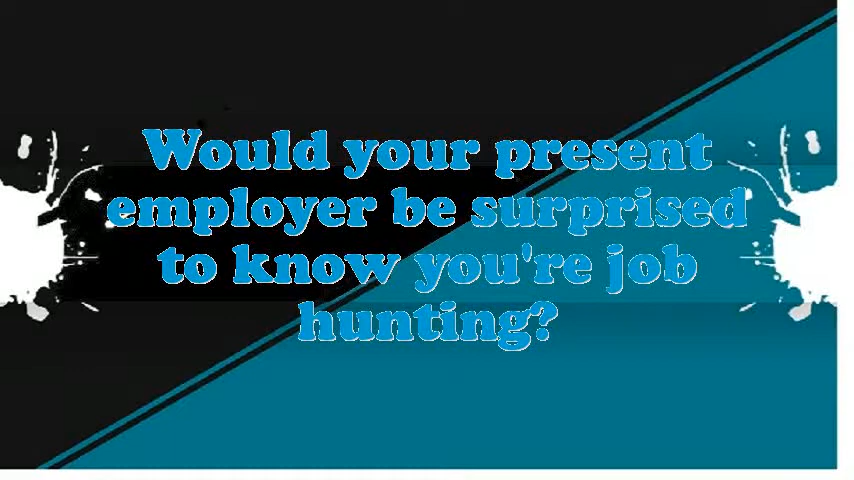 Would your present
employer be surprised
to know you're job
hunting?